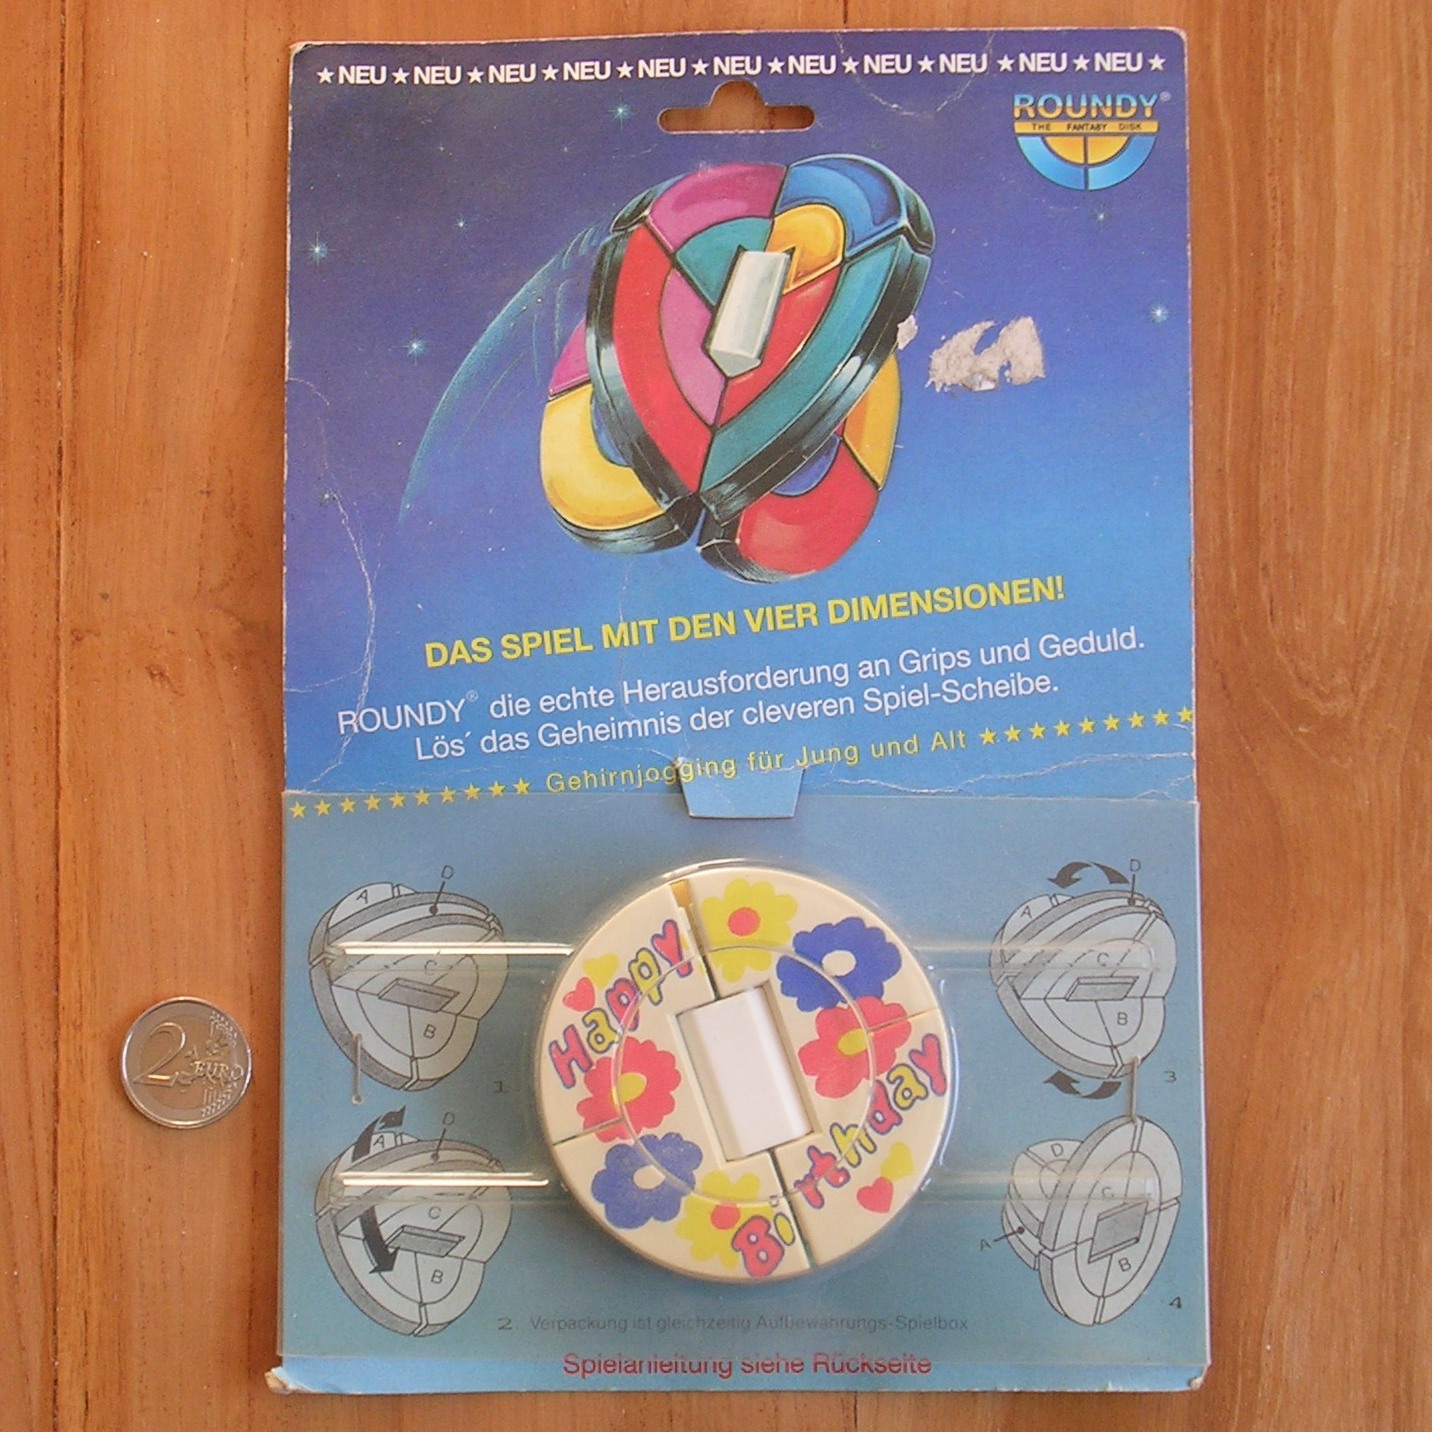 ★ NEU ★ NEU ★ NEU ★ NEU ★ NEU ★ NEU ★ NEU ★ NEU ★ NEU ★ NEU ★ NEU ★
ROUNDY®
THE FANTASY DISK
DAS SPIEL MIT DEN VIER DIMENSIONEN!
ROUNDY® die echte Herausforderung an Grips und Geduld.
Lös´ das Geheimnis der cleveren Spiel-Scheibe.
★★★★★★★★★★ Gehirnjogging für Jung und Alt ★★★★★★★★★
A D C B 1
A D C B 3
Happy
Birthday
2 EURO
A D C B 2
D C A B 4
Verpackung ist gleichzeitig Aufbewahrungs-Spielbox
Spielanleitung siehe Rückseite